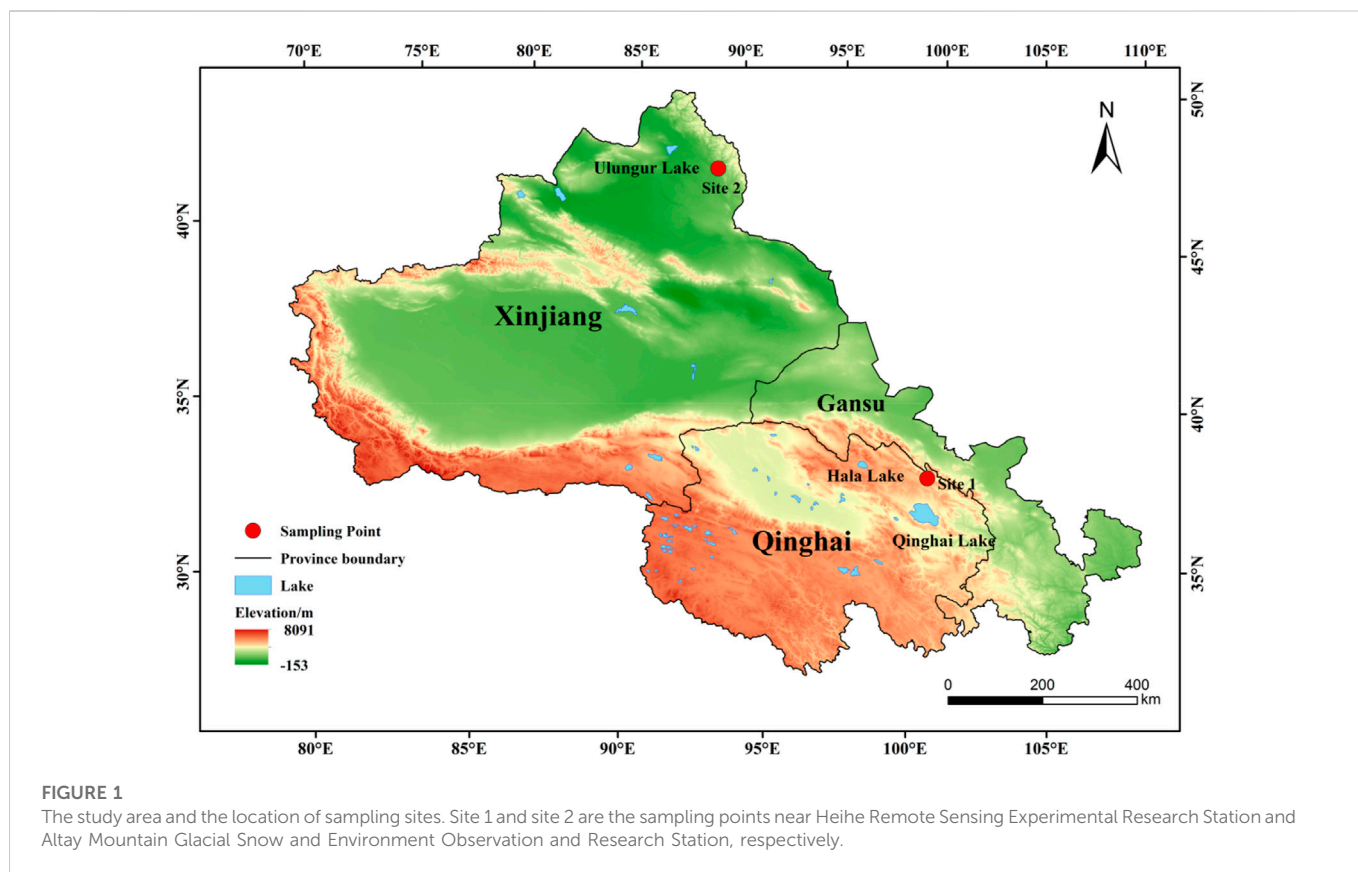 70°E 75°E 80°E 85°E 90°E 95°E 100°E 105°E 110°E
50°N
N
Ulungur Lake
Site 2
40°N
45°N
Xinjiang
35°N
Gansu
40°N
Hala Lake
Site 1
Qinghai
Qinghai Lake
Sampling Point
Province boundary
30°N
35°N
Lake
Elevation/m
8091
-153
0 200 400
km
80°E 85°E 90°E 95°E 100°E 105°E
FIGURE 1
The study area and the location of sampling sites. Site 1 and site 2 are the sampling points near Heihe Remote Sensing Experimental Research Station and
Altay Mountain Glacial Snow and Environment Observation and Research Station, respectively.